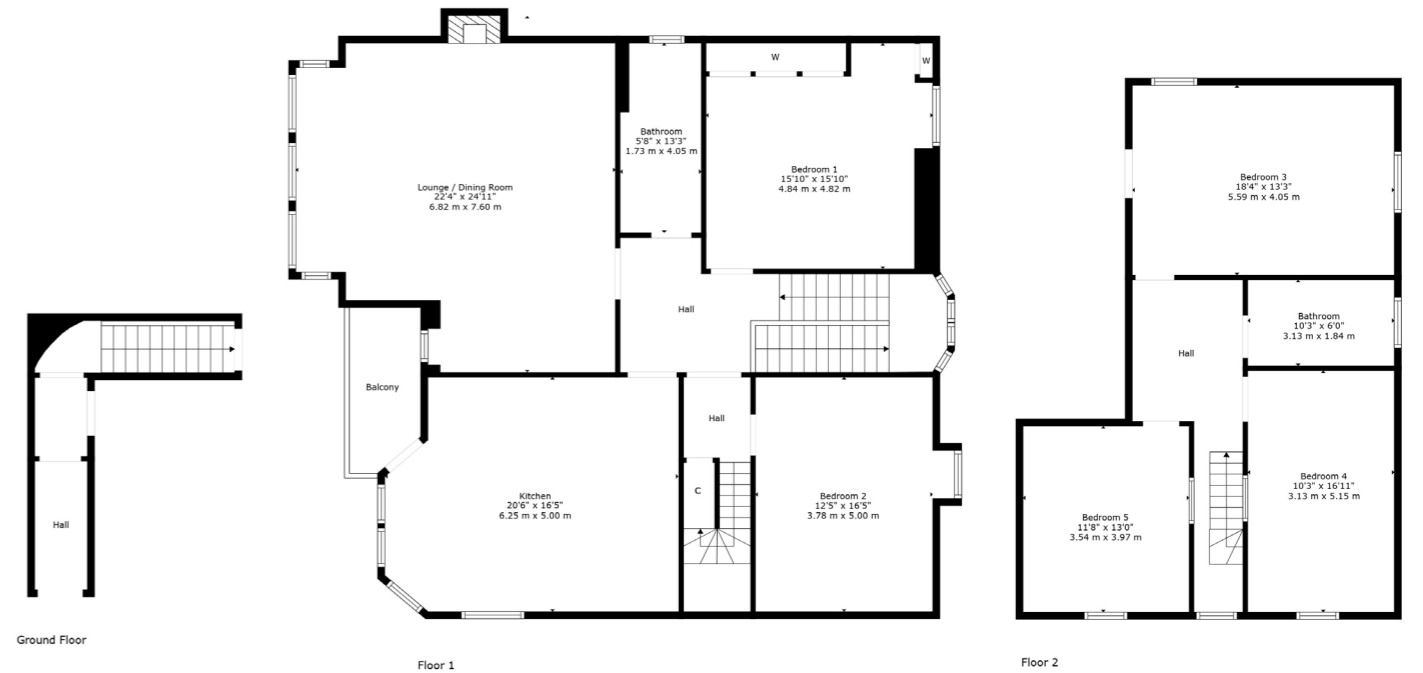 Hall
Ground Floor
W
W
Bathroom
5'8" x 13'3"
1.73 m x 4.05 m
Bedroom 1
15'10" x 15'10"
4.84 m x 4.82 m
Lounge / Dining Room
22'4" x 24'11"
6.82 m x 7.60 m
Hall
Balcony
Hall
C
Kitchen
20'6" x 16'5"
6.25 m x 5.00 m
Bedroom 2
12'5" x 16'5"
3.78 m x 5.00 m
Floor 1
Bedroom 3
18'4" x 13'3"
5.59 m x 4.05 m
Bathroom
10'3" x 6'0"
3.13 m x 1.84 m
Hall
Bedroom 4
10'3" x 16'11"
3.13 m x 5.15 m
Bedroom 5
11'8" x 13'0"
3.54 m x 3.97 m
Floor 2